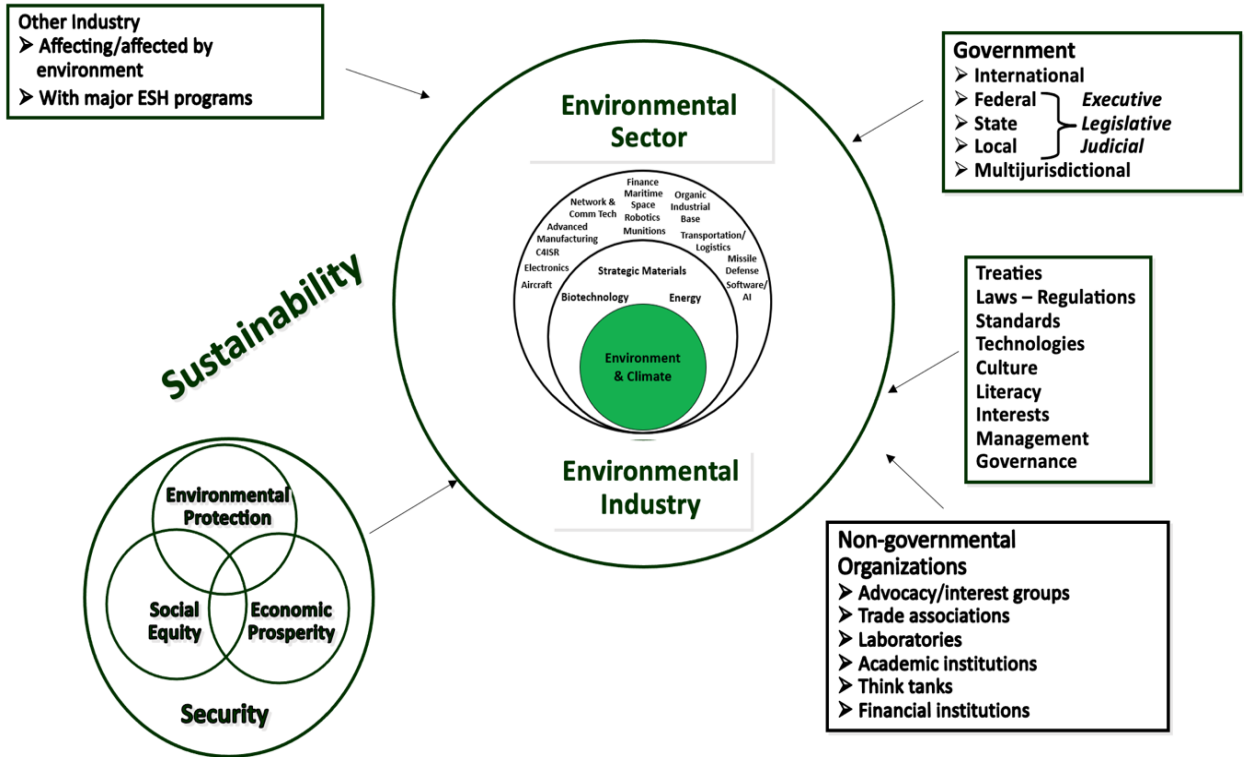 Other Industry
➢ Affecting/affected by
environment
➢ With major ESH programs
Environmental
Sector
Finance
Maritime
Space
Robotics
Munitions
Network &
Comm Tech
Organic
Industrial
Base
Advanced
Manufacturing
Transportation/
Logistics
C4ISR
Missile
Defense
Electronics
Software/
AI
Aircraft
Strategic Materials
Biotechnology
Energy
Environment
& Climate
Environmental
Industry
Government
➢ International
➢ Federal Executive
➢ State Legislative
➢ Local Judicial
➢ Multijurisdictional
Treaties
Laws – Regulations
Standards
Technologies
Culture
Literacy
Interests
Management
Governance
Non-governmental
Organizations
➢ Advocacy/interest groups
➢ Trade associations
➢ Laboratories
➢ Academic institutions
➢ Think tanks
➢ Financial institutions
Sustainability
Environmental
Protection
Social
Equity
Economic
Prosperity
Security